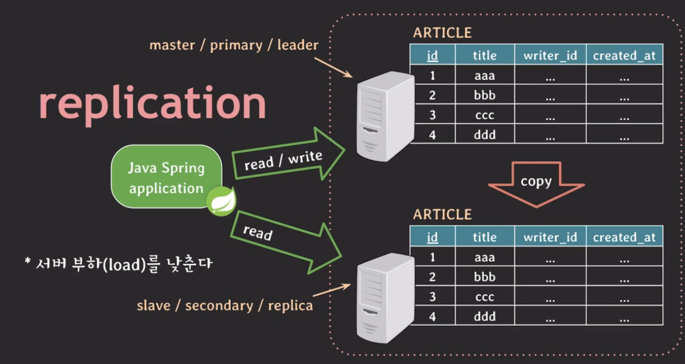 master / primary / leader
ARTICLE
id title writer_id created_at
1 aaa ... ...
2 bbb ... ...
3 ccc ... ...
4 ddd ... ...
replication
Java Spring
application
read / write
read
copy
* 서버 부하(load)를 낮춘다
slave / secondary / replica
ARTICLE
id title writer_id created_at
1 aaa ... ...
2 bbb ... ...
3 ccc ... ...
4 ddd ... ...